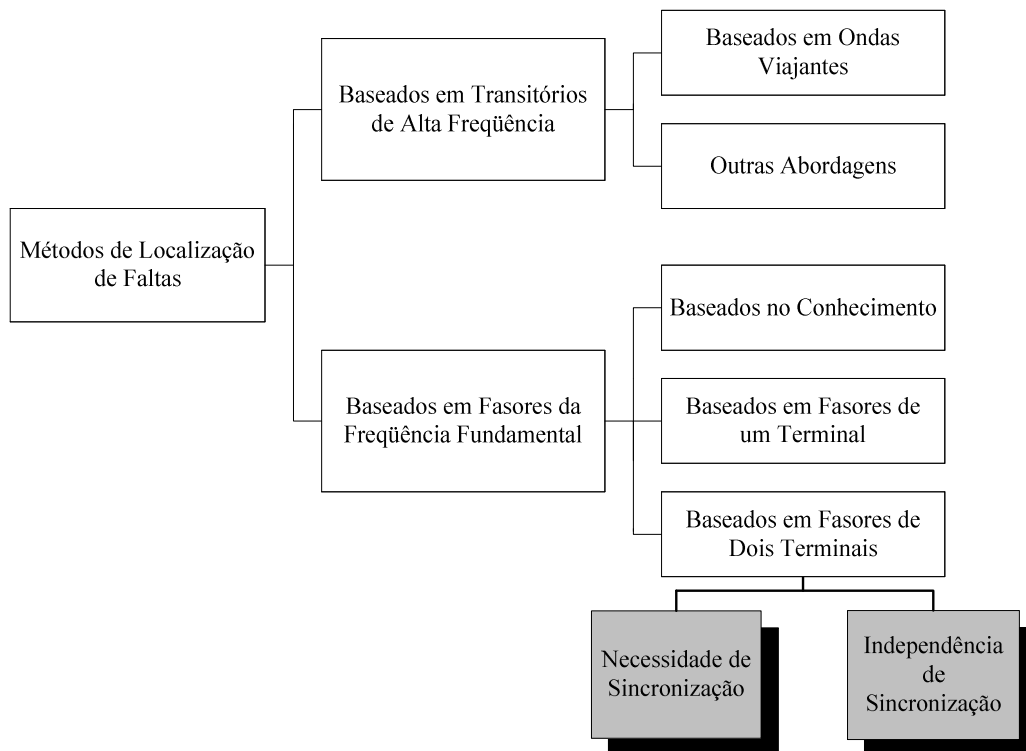 Métodos de Localização
de Faltas
Baseados em Transitórios
de Alta Freqüência
Baseados em Ondas
Viajantes
Outras Abordagens
Baseados em Fasores da
Freqüência Fundamental
Baseados no Conhecimento
Baseados em Fasores de
um Terminal
Baseados em Fasores de
Dois Terminais
Necessidade de
Sincronização
Independência
de
Sincronização